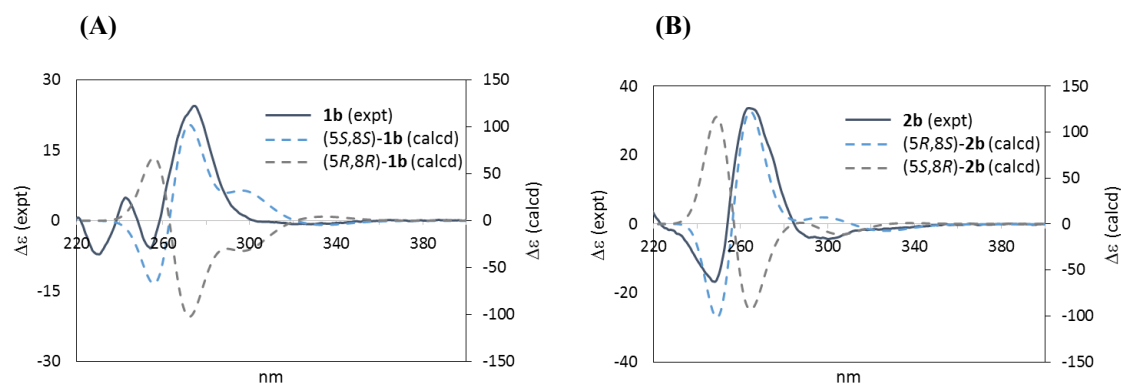 (A)
30
15
0
-15
-30
Δε (expt)
150
100
50
0
-50
-100
-150
Δε (calcd)
220
260
300
340
380
nm
1b (expt)
(5S,8S)-1b (calcd)
(5R,8R)-1b (calcd)
(B)
40
20
0
-20
-40
Δε (expt)
150
100
50
0
-50
-100
-150
Δε (calcd)
220
260
300
340
380
nm
2b (expt)
(5R,8S)-2b (calcd)
(5S,8R)-2b (calcd)